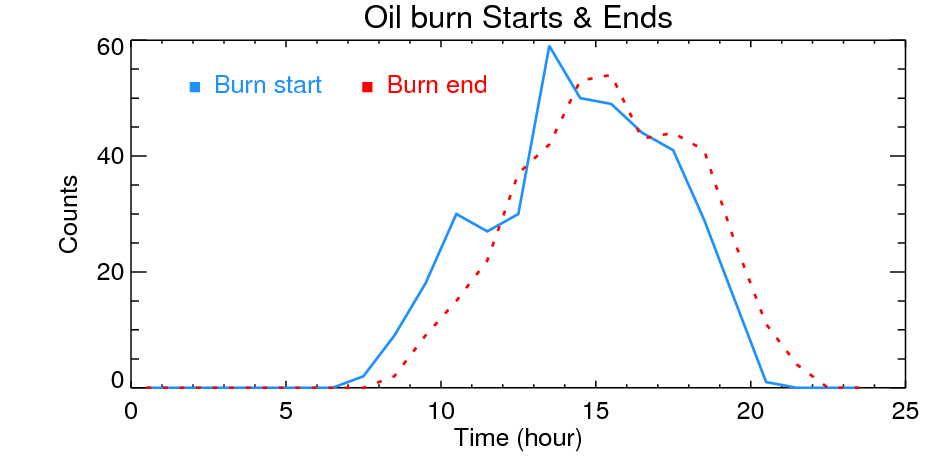 Oil burn Starts & Ends
60
Burn start Burn end
40
Counts
20
0
0 5 10 15 20 25
Time (hour)